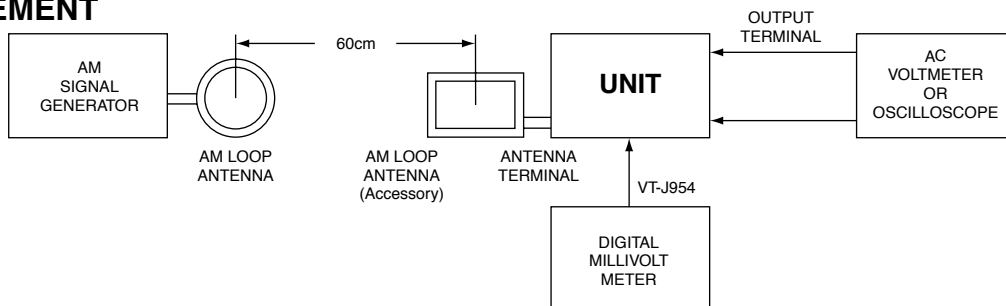 EMENT
60cm
AM
SIGNAL
GENERATOR
AM LOOP
ANTENNA
AM LOOP
ANTENNA
(Accessory)
ANTENNA
TERMINAL
UNIT
OUTPUT
TERMINAL
AC
VOLTMETER
OR
OSCILLOSCOPE
VT-J954
DIGITAL
MILLIVOLT
METER